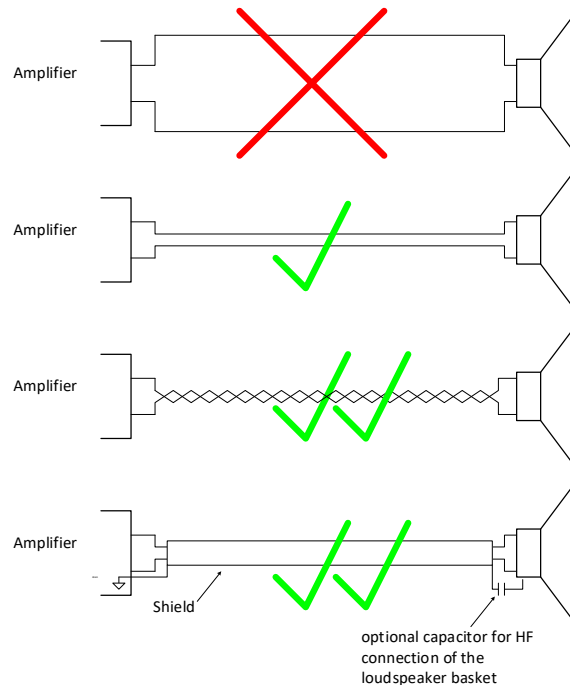 Amplifier
Amplifier
Amplifier
Amplifier
Shield
optional capacitor for HF
connection of the
loudspeaker basket